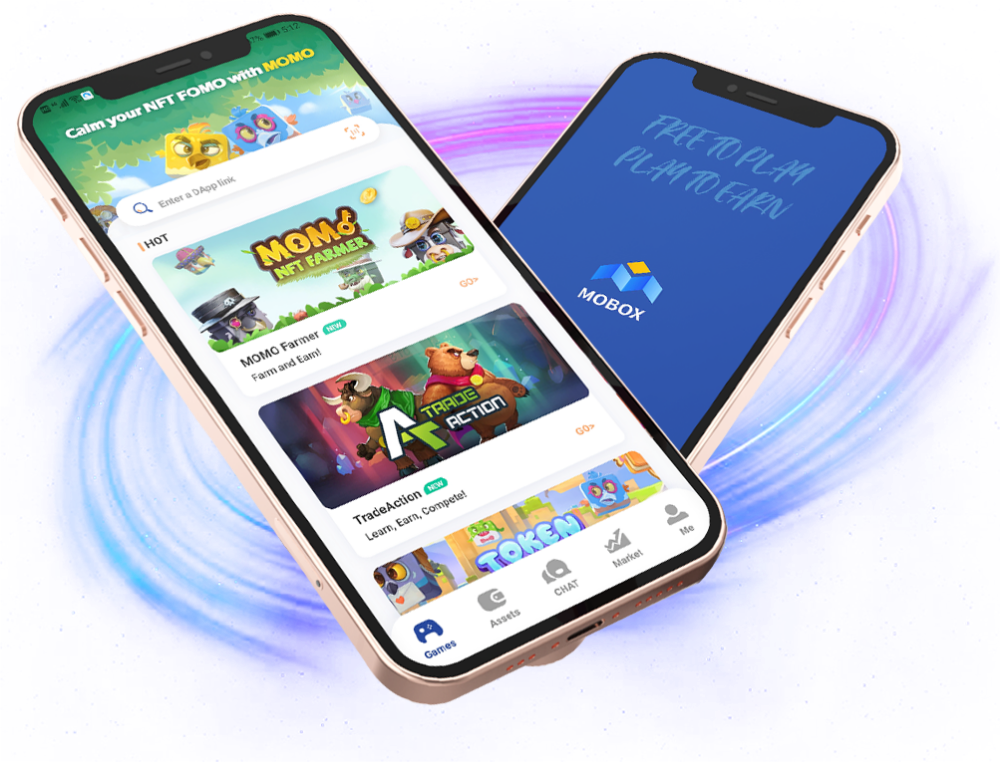 5:12
Calm your NFT FOMO with MOMO
Enter a DApp link
HOT
MOMO
NFT FARMER
GO>
MOMO Farmer NEW
Farm and Earn!
TRADE
ACTION
GO>
TradeAction NEW
Learn, Earn, Compete!
TOKEN
Games
Assets
CHAT
Market
Me
FREE TO PLAY
PLAY TO EARN
MOBOX